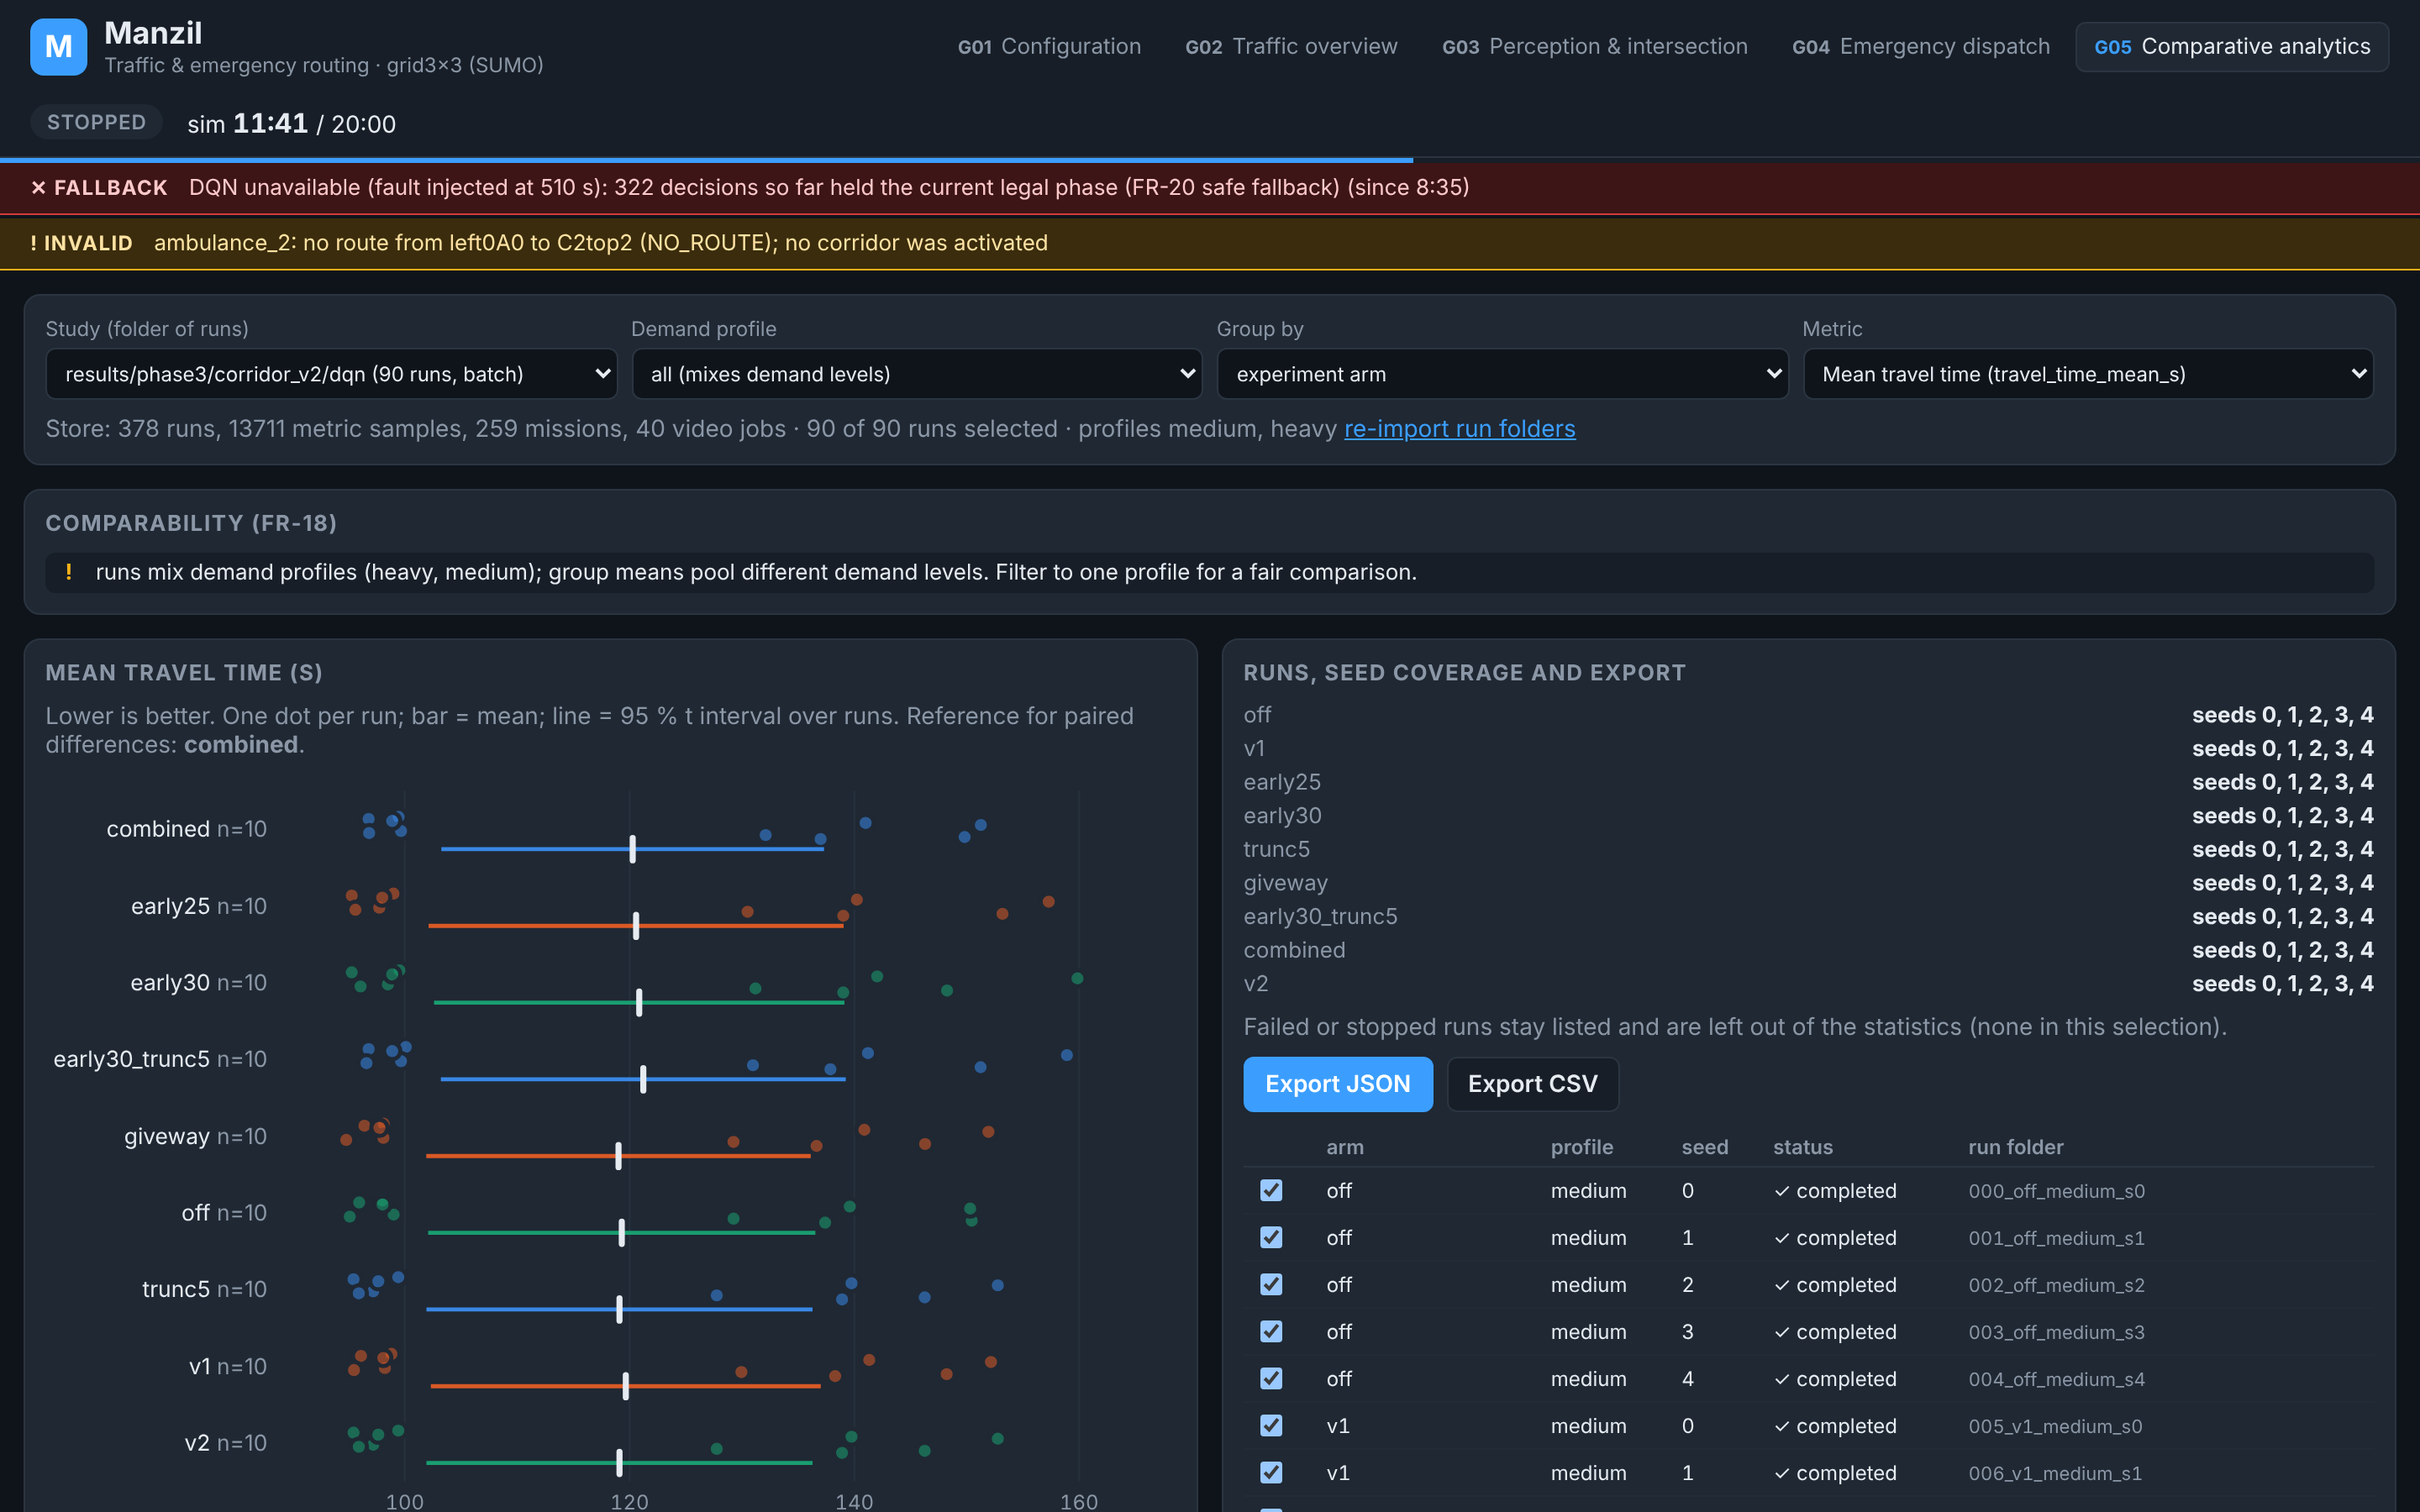 M
Manzil
Traffic & emergency routing · grid3×3 (SUMO)
G01 Configuration
G02 Traffic overview
G03 Perception & intersection
G04 Emergency dispatch
G05 Comparative analytics
STOPPED
sim 11:41 / 20:00
× FALLBACK DQN unavailable (fault injected at 510 s): 322 decisions so far held the current legal phase (FR-20 safe fallback) (since 8:35)
! INVALID ambulance_2: no route from left0A0 to C2top2 (NO_ROUTE); no corridor was activated
Study (folder of runs)
results/phase3/corridor_v2/dqn (90 runs, batch)
Demand profile
all (mixes demand levels)
Group by
experiment arm
Metric
Mean travel time (travel_time_mean_s)
Store: 378 runs, 13711 metric samples, 259 missions, 40 video jobs · 90 of 90 runs selected · profiles medium, heavy re-import run folders
COMPARABILITY (FR-18)
! runs mix demand profiles (heavy, medium); group means pool different demand levels. Filter to one profile for a fair comparison.
MEAN TRAVEL TIME (S)
Lower is better. One dot per run; bar = mean; line = 95 % t interval over runs. Reference for paired
differences: combined.
combined n=10
early25 n=10
early30 n=10
early30_trunc5 n=10
giveway n=10
off n=10
trunc5 n=10
v1 n=10
v2 n=10
100 120 140 160
RUNS, SEED COVERAGE AND EXPORT
off seeds 0, 1, 2, 3, 4
v1 seeds 0, 1, 2, 3, 4
early25 seeds 0, 1, 2, 3, 4
early30 seeds 0, 1, 2, 3, 4
trunc5 seeds 0, 1, 2, 3, 4
giveway seeds 0, 1, 2, 3, 4
early30_trunc5 seeds 0, 1, 2, 3, 4
combined seeds 0, 1, 2, 3, 4
v2 seeds 0, 1, 2, 3, 4
Failed or stopped runs stay listed and are left out of the statistics (none in this selection).
Export JSON
Export CSV
arm profile seed status run folder
off medium 0 ✓ completed 000_off_medium_s0
off medium 1 ✓ completed 001_off_medium_s1
off medium 2 ✓ completed 002_off_medium_s2
off medium 3 ✓ completed 003_off_medium_s3
off medium 4 ✓ completed 004_off_medium_s4
v1 medium 0 ✓ completed 005_v1_medium_s0
v1 medium 1 ✓ completed 006_v1_medium_s1